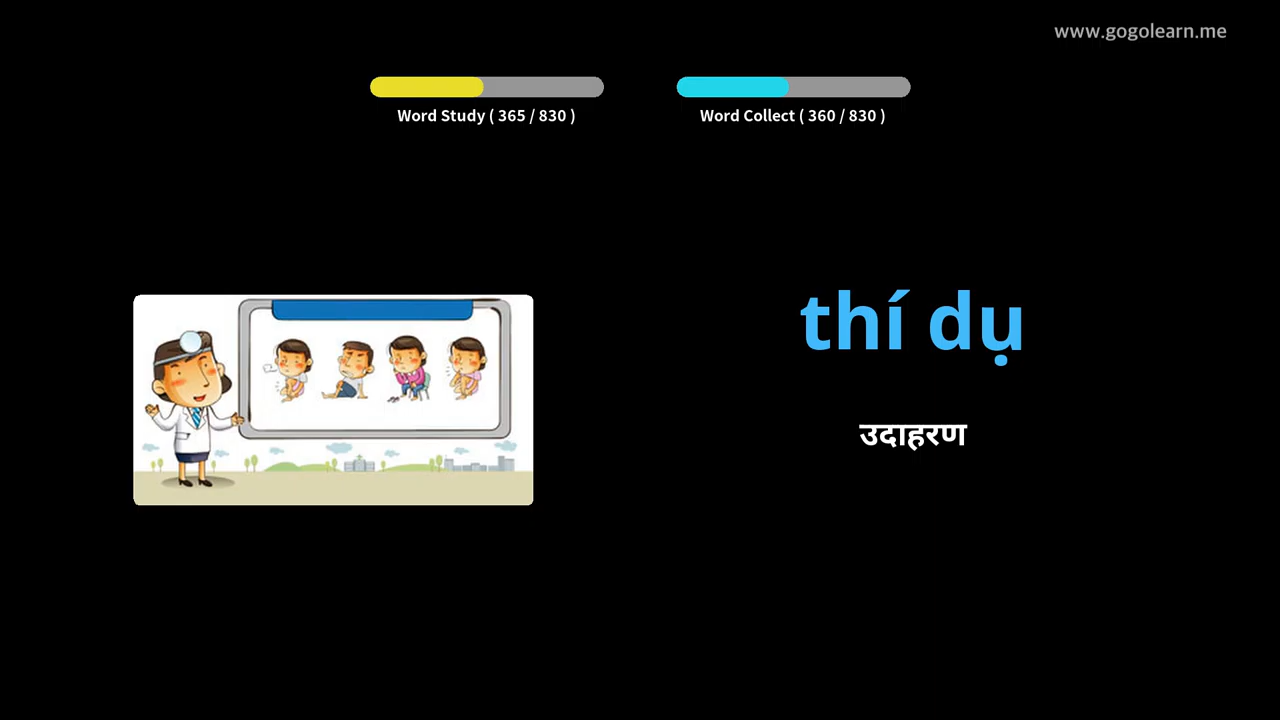 www.gogolearn.me
Word Study ( 365 / 830 )
Word Collect ( 360 / 830 )
thí dụ
उदाहरण